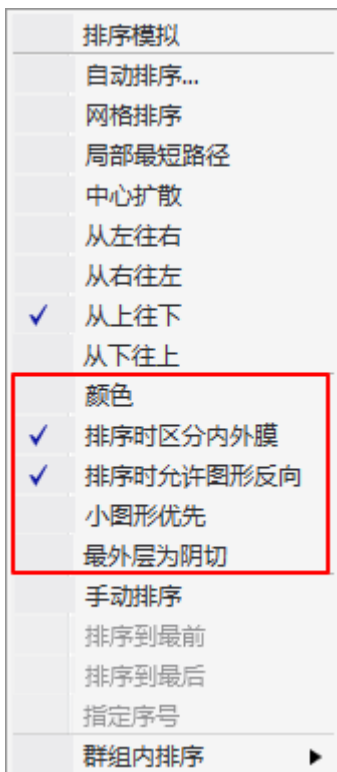 排序模拟
自动排序...
网格排序
局部最短路径
中心扩散
从左往右
从右往左
从上往下
从下往上
颜色
排序时区分内外膜
排序时允许图形反向
小图形优先
最外层为阴切
手动排序
排序到最前
排序到最后
指定序号
群组内排序